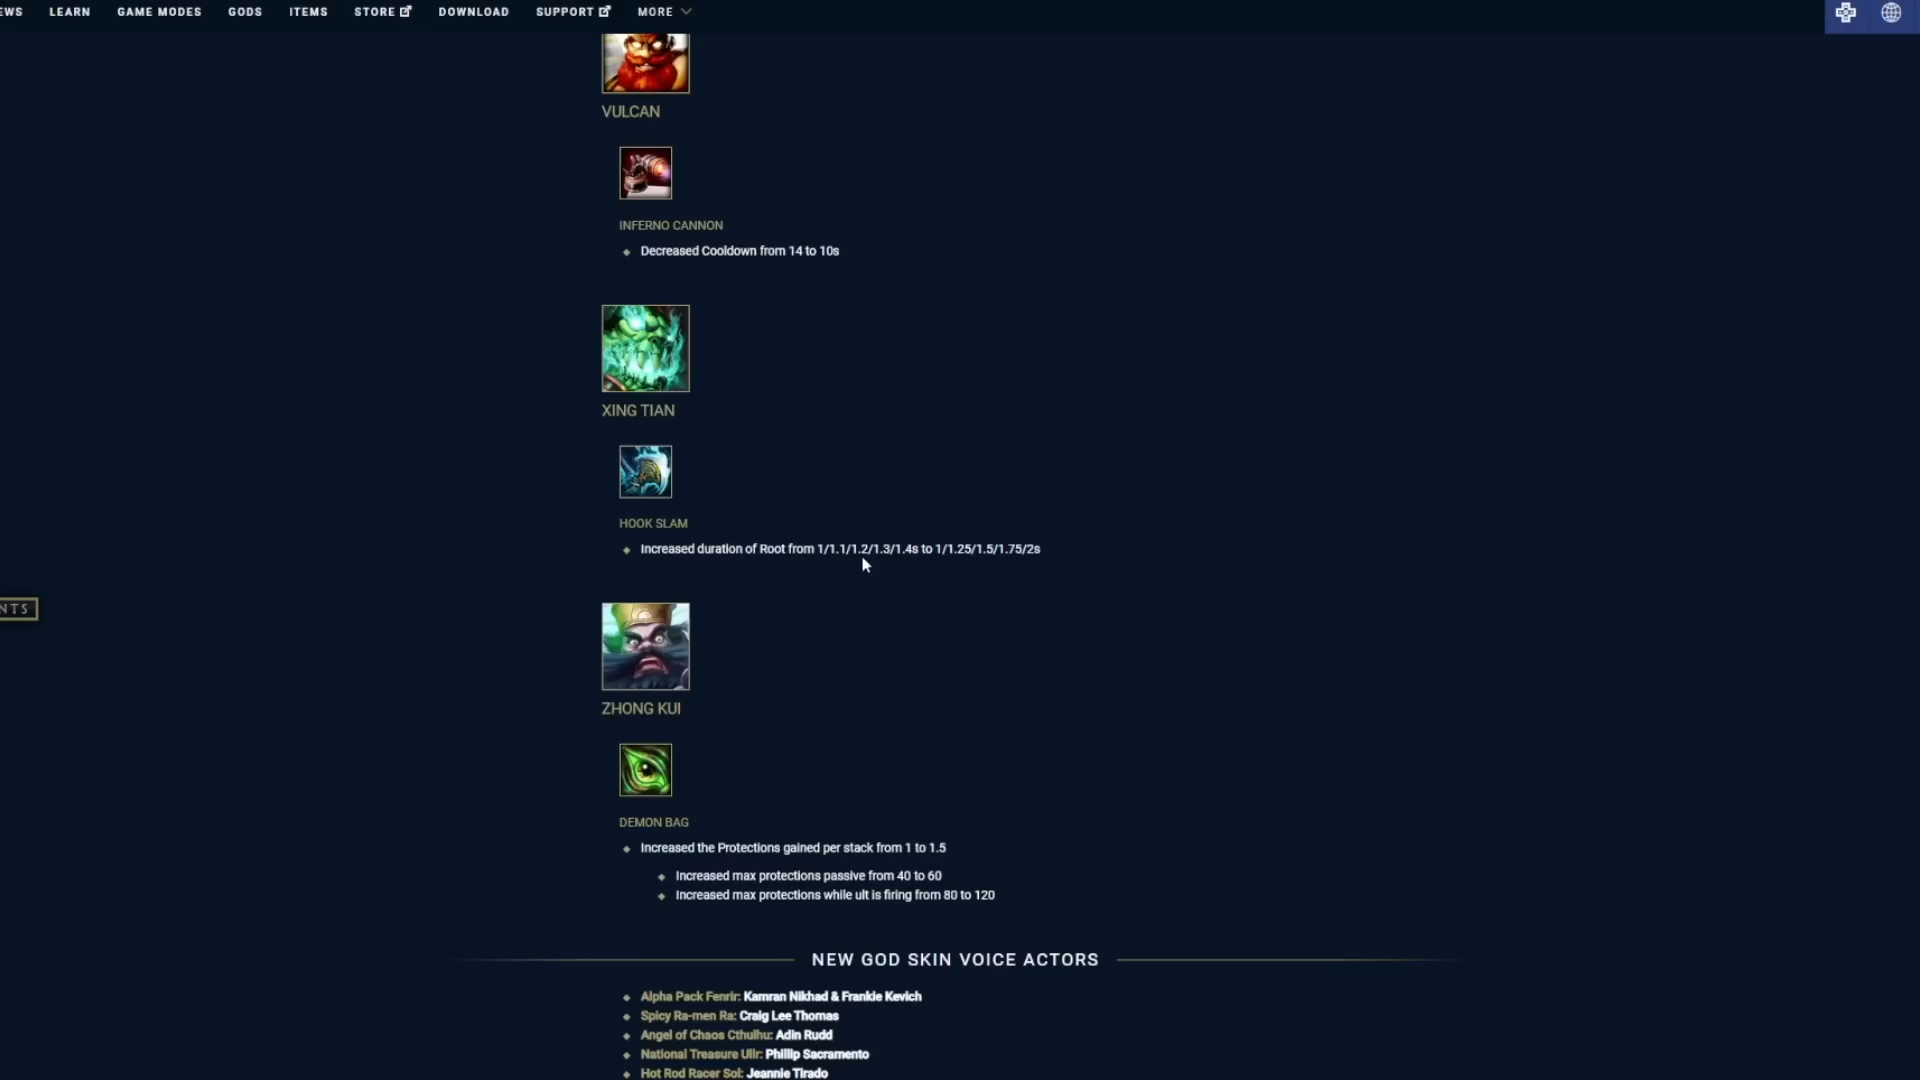 EWS LEARN GAME MODES GODS ITEMS STORE DOWNLOAD SUPPORT MORE
VULCAN
INFERNO CANNON
Decreased Cooldown from 14 to 10s
XING TIAN
HOOK SLAM
Increased duration of Root from 1/1.1/1.2/1.3/1.4s to 1/1.25/1.5/1.75/2s
NTS
ZHONG KUI
DEMON BAG
Increased the Protections gained per stack from 1 to 1.5
Increased max protections passive from 40 to 60
Increased max protections while ult is firing from 80 to 120
NEW GOD SKIN VOICE ACTORS
Alpha Pack Fenrir: Kamran Nikhad & Frankie Kevich
Spicy Ra-men Ra: Craig Lee Thomas
Angel of Chaos Cthulhu: Adin Rudd
National Treasure Ullr: Phillip Sacramento
Hot Rod Racer Sol: Jeannie Tirado